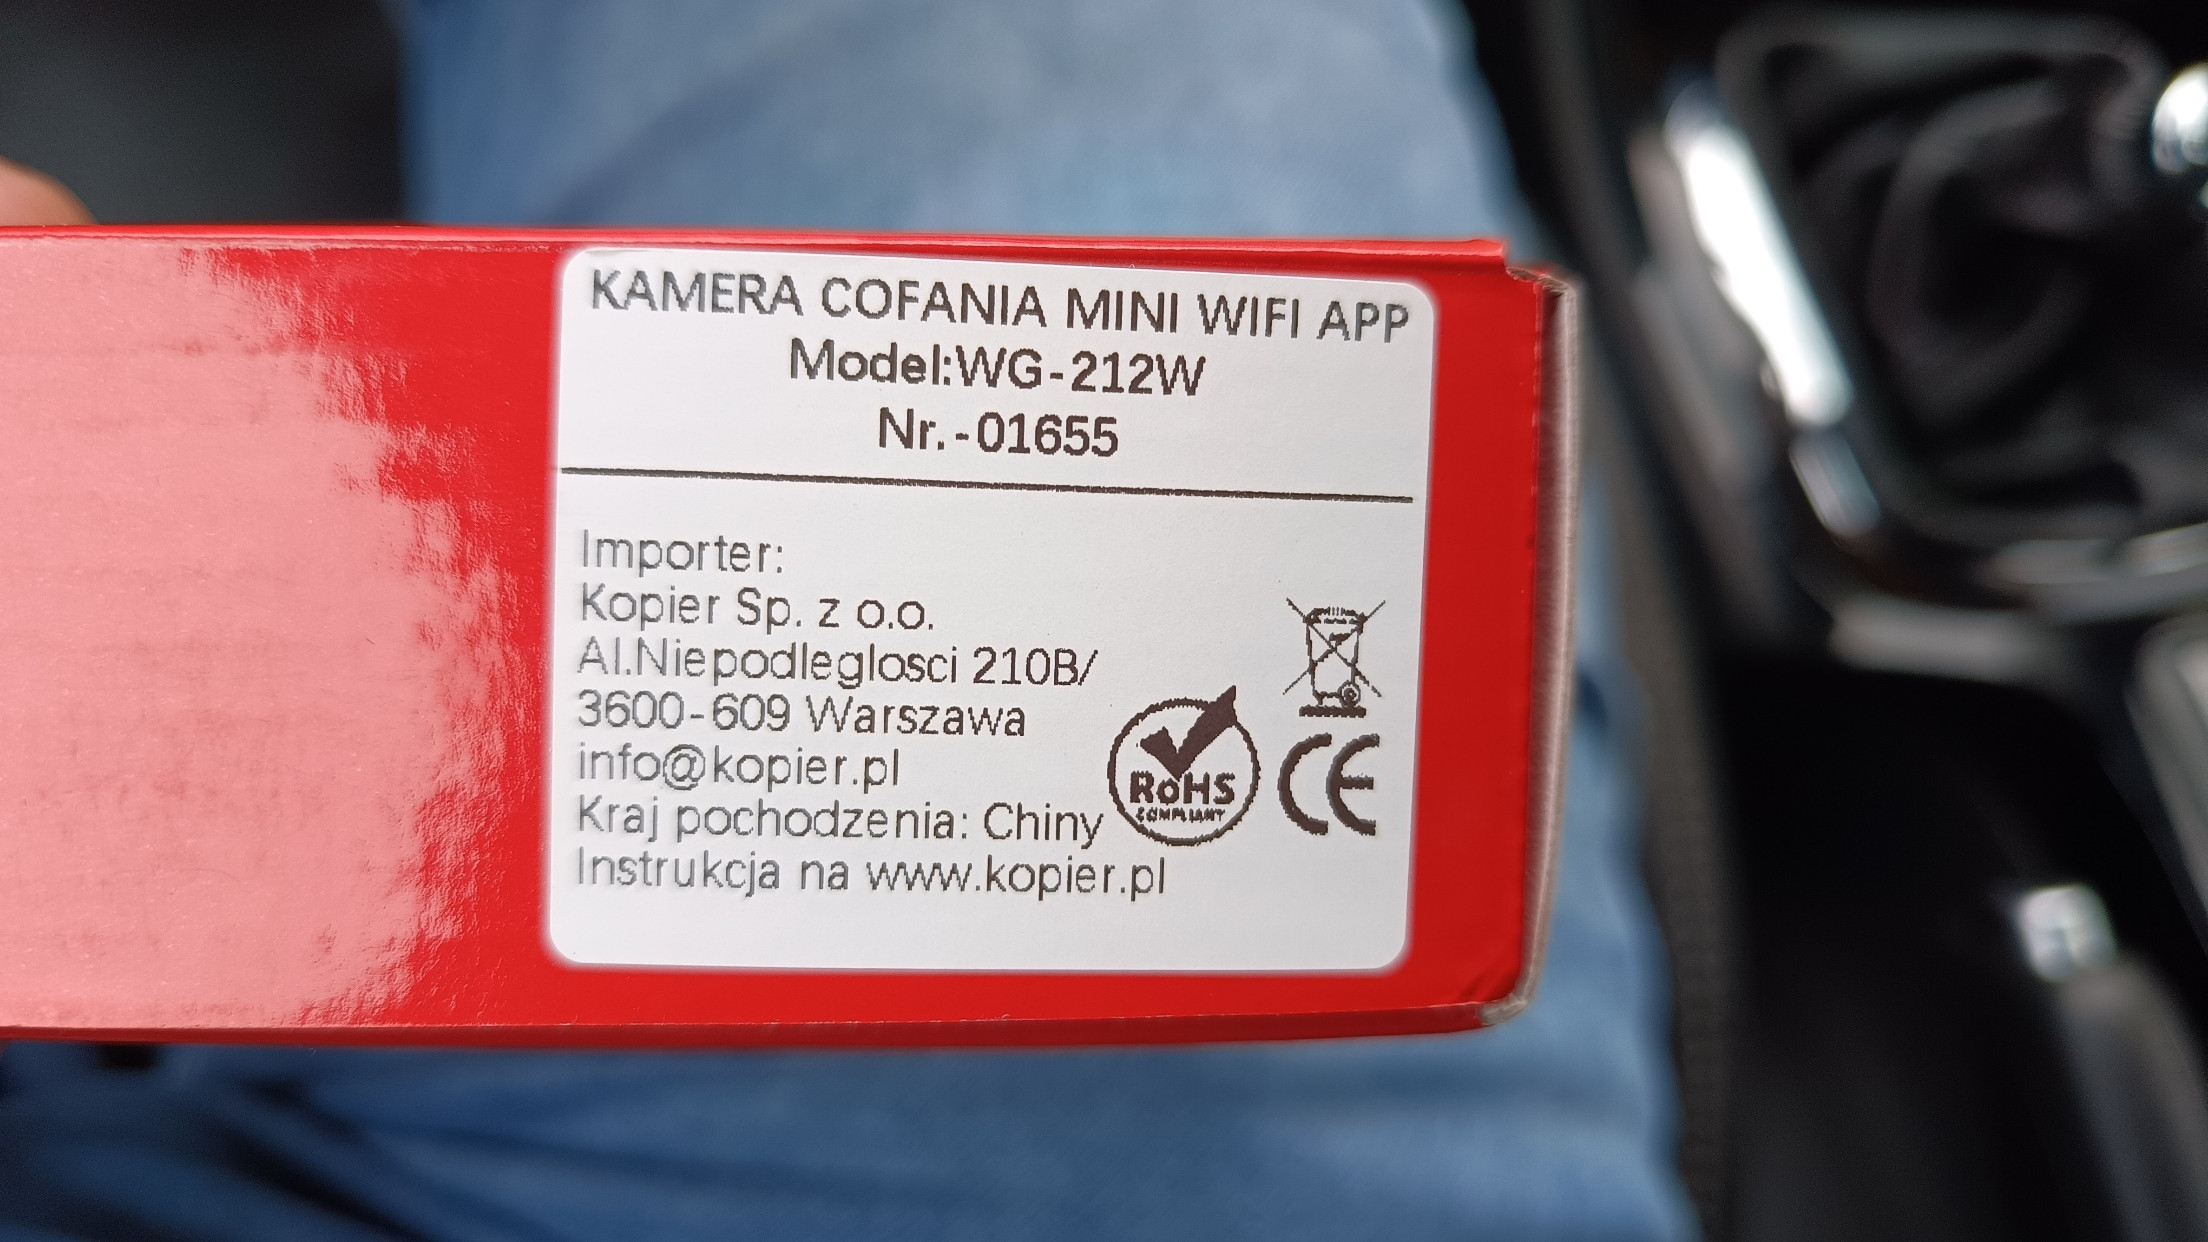 KAMERA COFANIA MINI WIFI APP
Model:WG-212W
Nr.-01655
Importer:
Kopier Sp. z o.o.
Al.Niepodleglosci 210B/
3600-609 Warszawa
info@kopier.pl
Kraj pochodzenia: Chiny
Instrukcja na www.kopier.pl
RoHS
COMPLIANT
CE